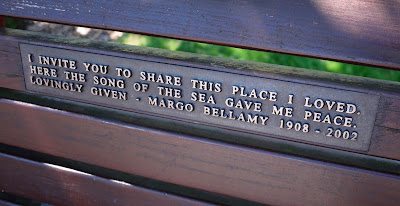 I INVITE YOU TO SHARE THIS PLACE I LOVED.
HERE THE SONG OF THE SEA GAVE ME PEACE.
LOVINGLY GIVEN - MARGO BELLAMY 1908 - 2002